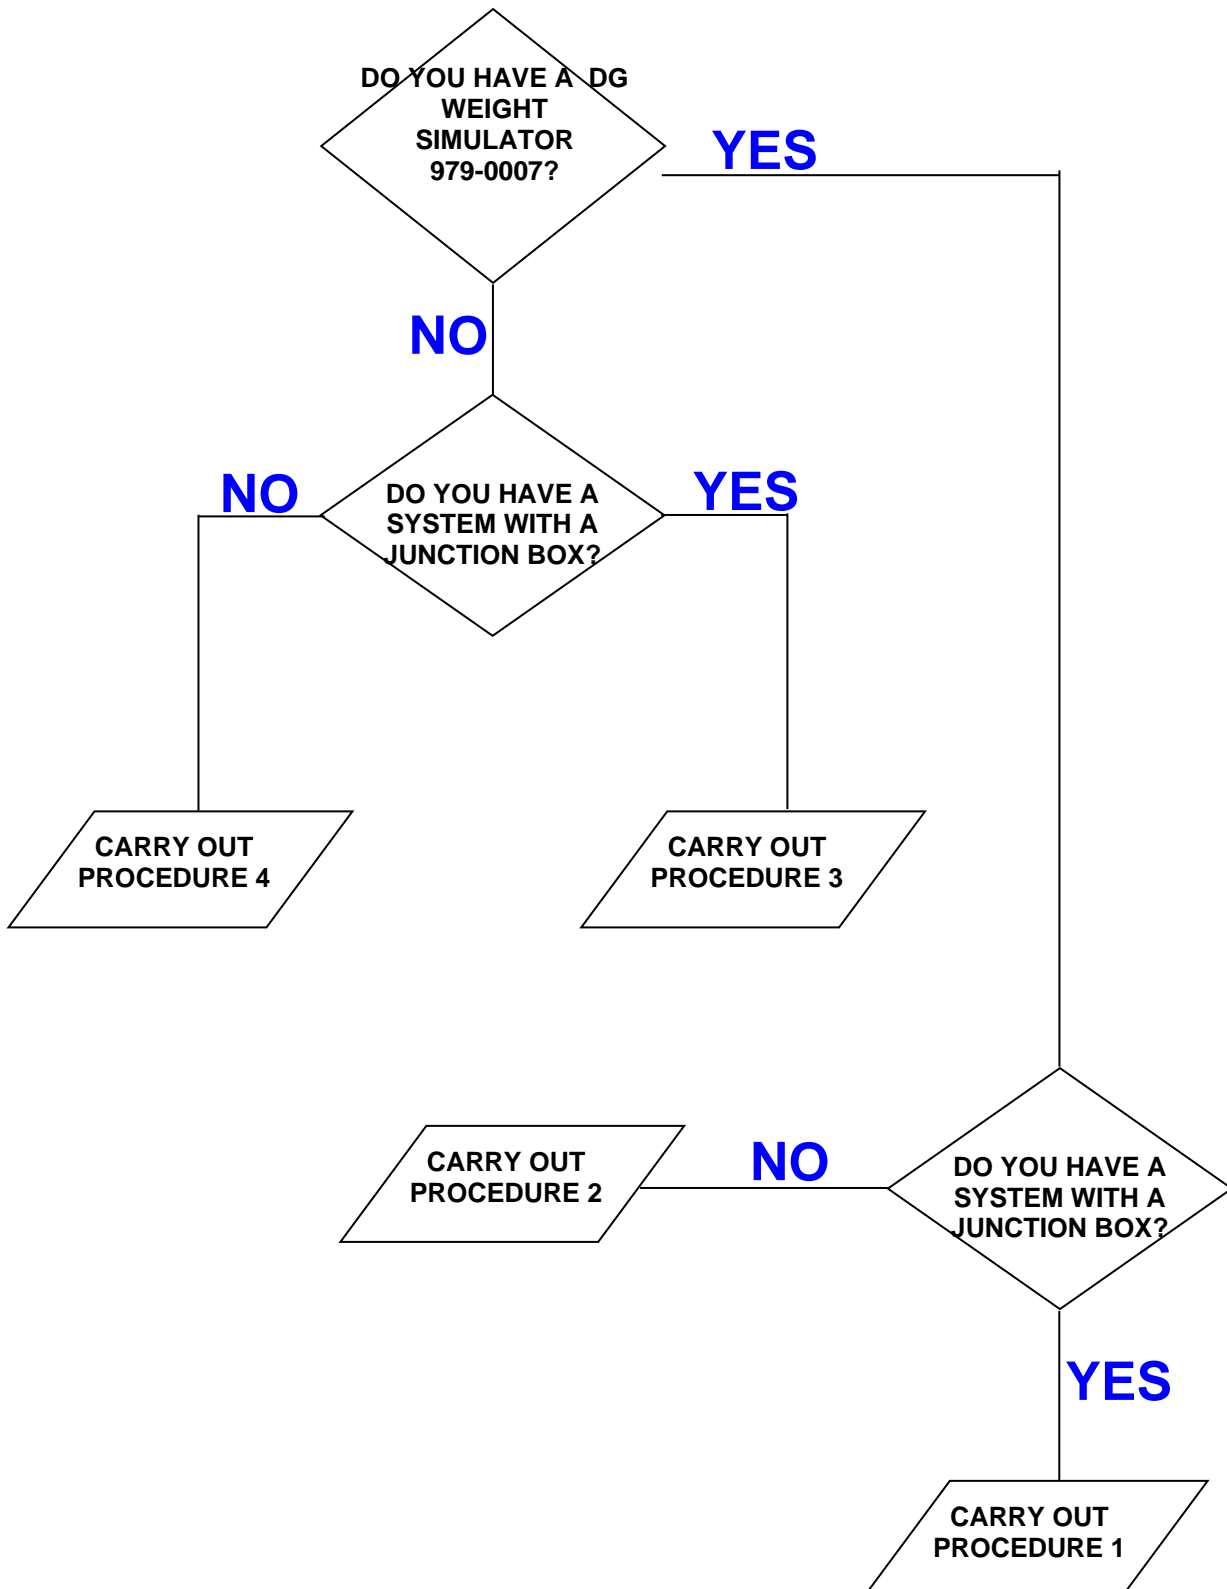 DO YOU HAVE A  DG
WEIGHT
SIMULATOR
979-0007?
YES
NO
NO
YES
DO YOU HAVE A
SYSTEM WITH A
JUNCTION BOX?
CARRY OUT
PROCEDURE 4
CARRY OUT
PROCEDURE 3
CARRY OUT
PROCEDURE 2
NO
DO YOU HAVE A
SYSTEM WITH A
JUNCTION BOX?
YES
CARRY OUT
PROCEDURE 1